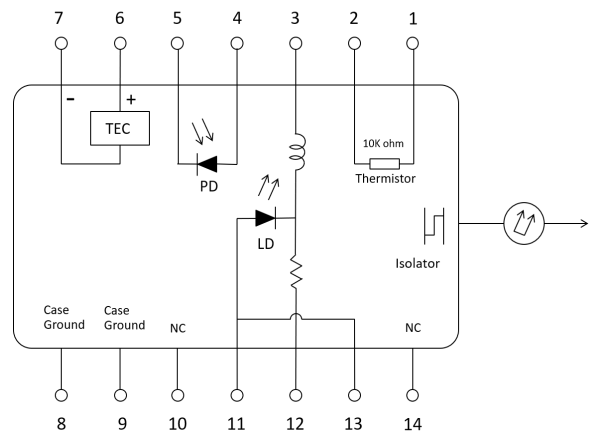 7 6 5 4 3 2 1
- +
TEC
10K ohm
PD
Thermistor
LD
Isolator
Case
Ground
Case
Ground
NC
NC
8 9 10 11 12 13 14